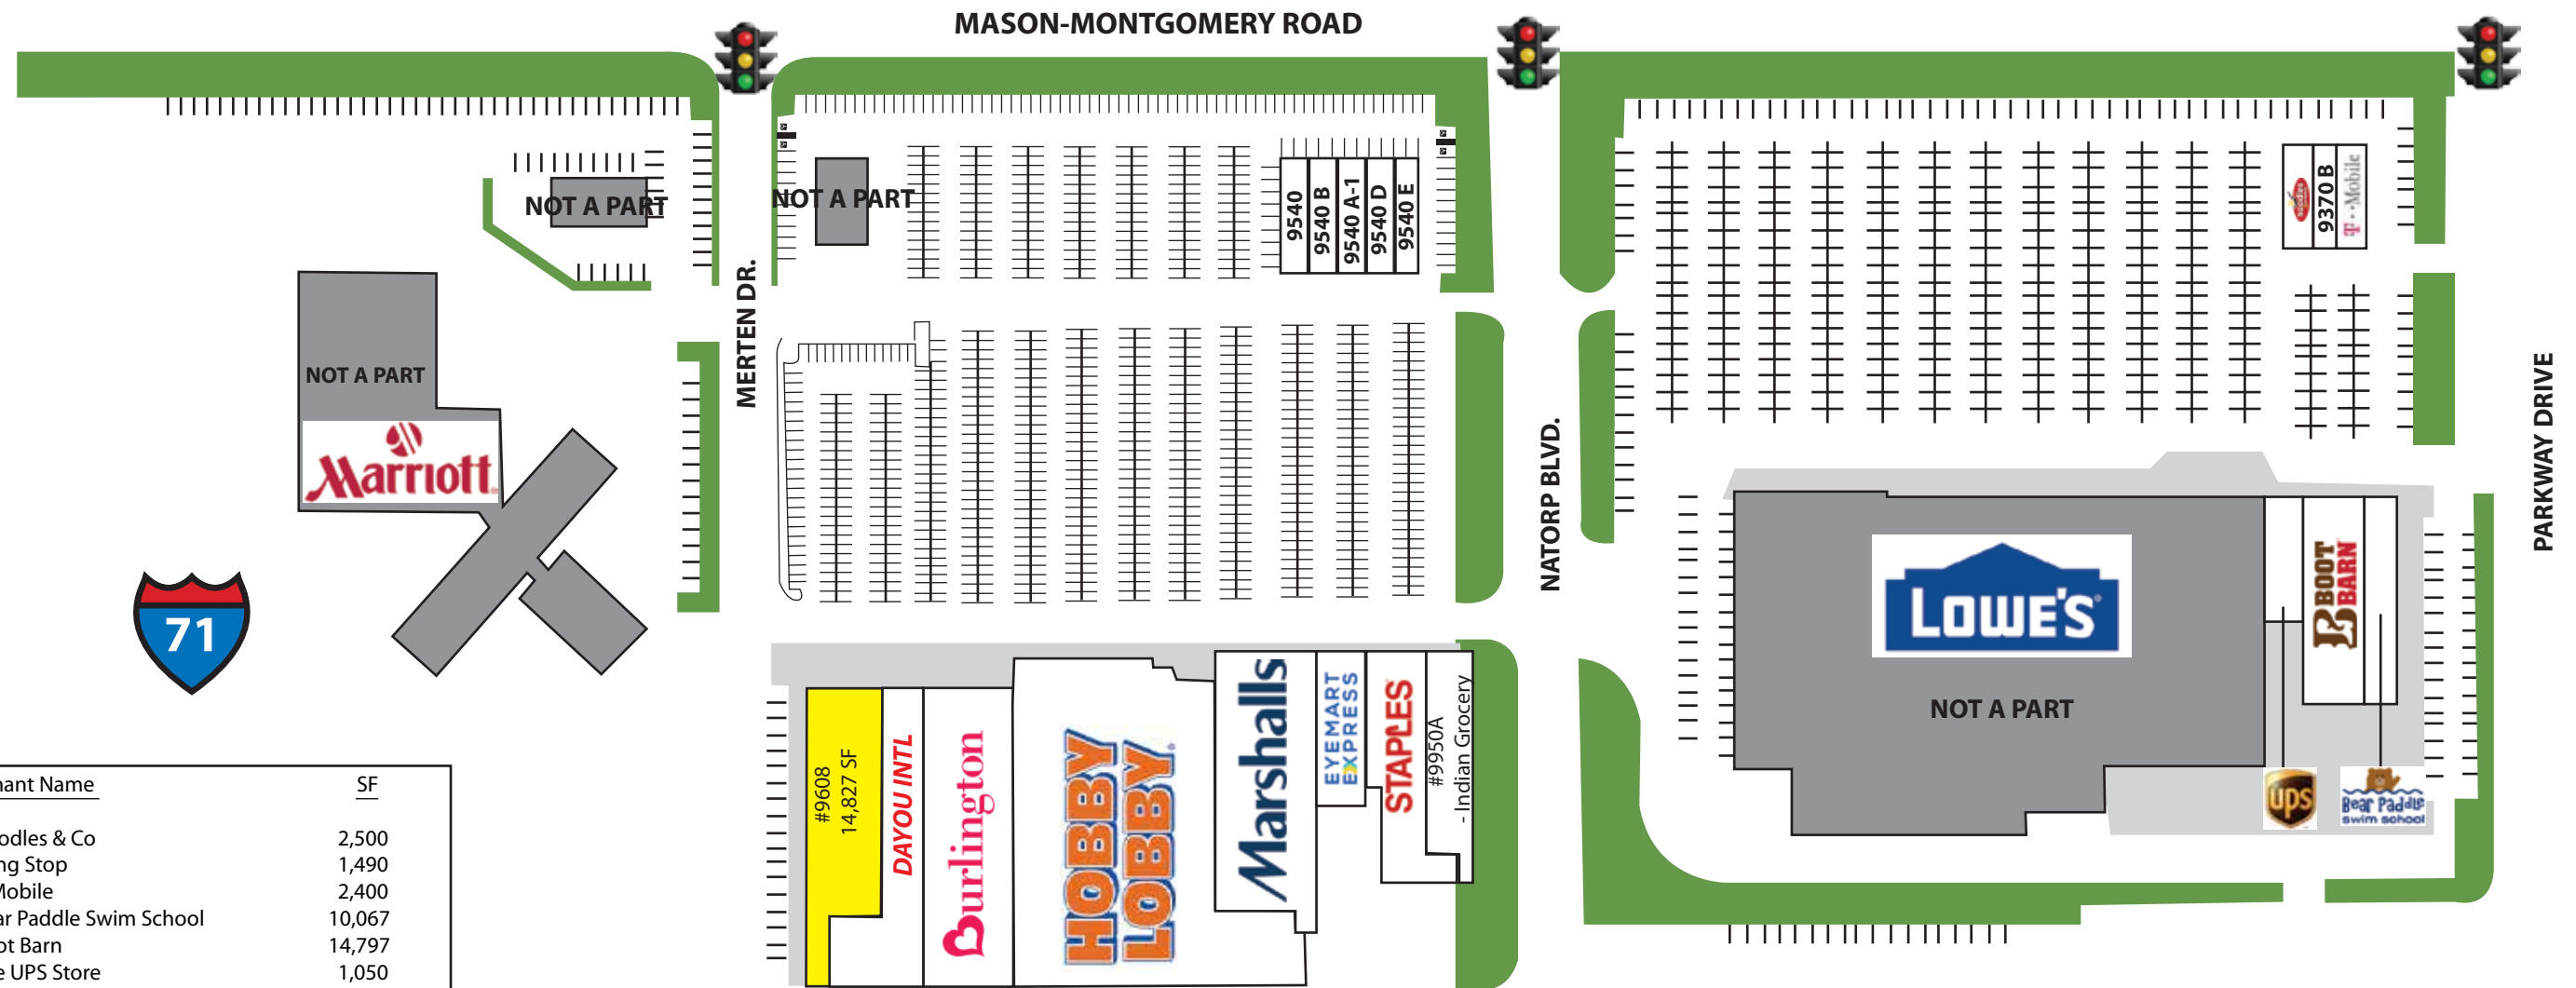 MASON-MONTGOMERY ROAD
NOT A PART
NOT A PART
9540
9540 B
9540 A-1
9540 D
9540 E
noodles
9370 B
T··Mobile
MERTEN DR.
NOT A PART
Marriott
NATORP BLVD.
PARKWAY DRIVE
71
LOWE'S
NOT A PART
BOOT
BARN
ups
Bear Paddle
swim school
#9608
14,827 SF
DAYOU INTL
Burlington
HOBBY
LOBBY
Marshalls
EYEMART
EXPRESS
STAPLES
#9950A
- Indian Grocery
nant Name SF
odles & Co 2,500
ng Stop 1,490
Mobile 2,400
ar Paddle Swim School 10,067
ot Barn 14,797
e UPS Store 1,050